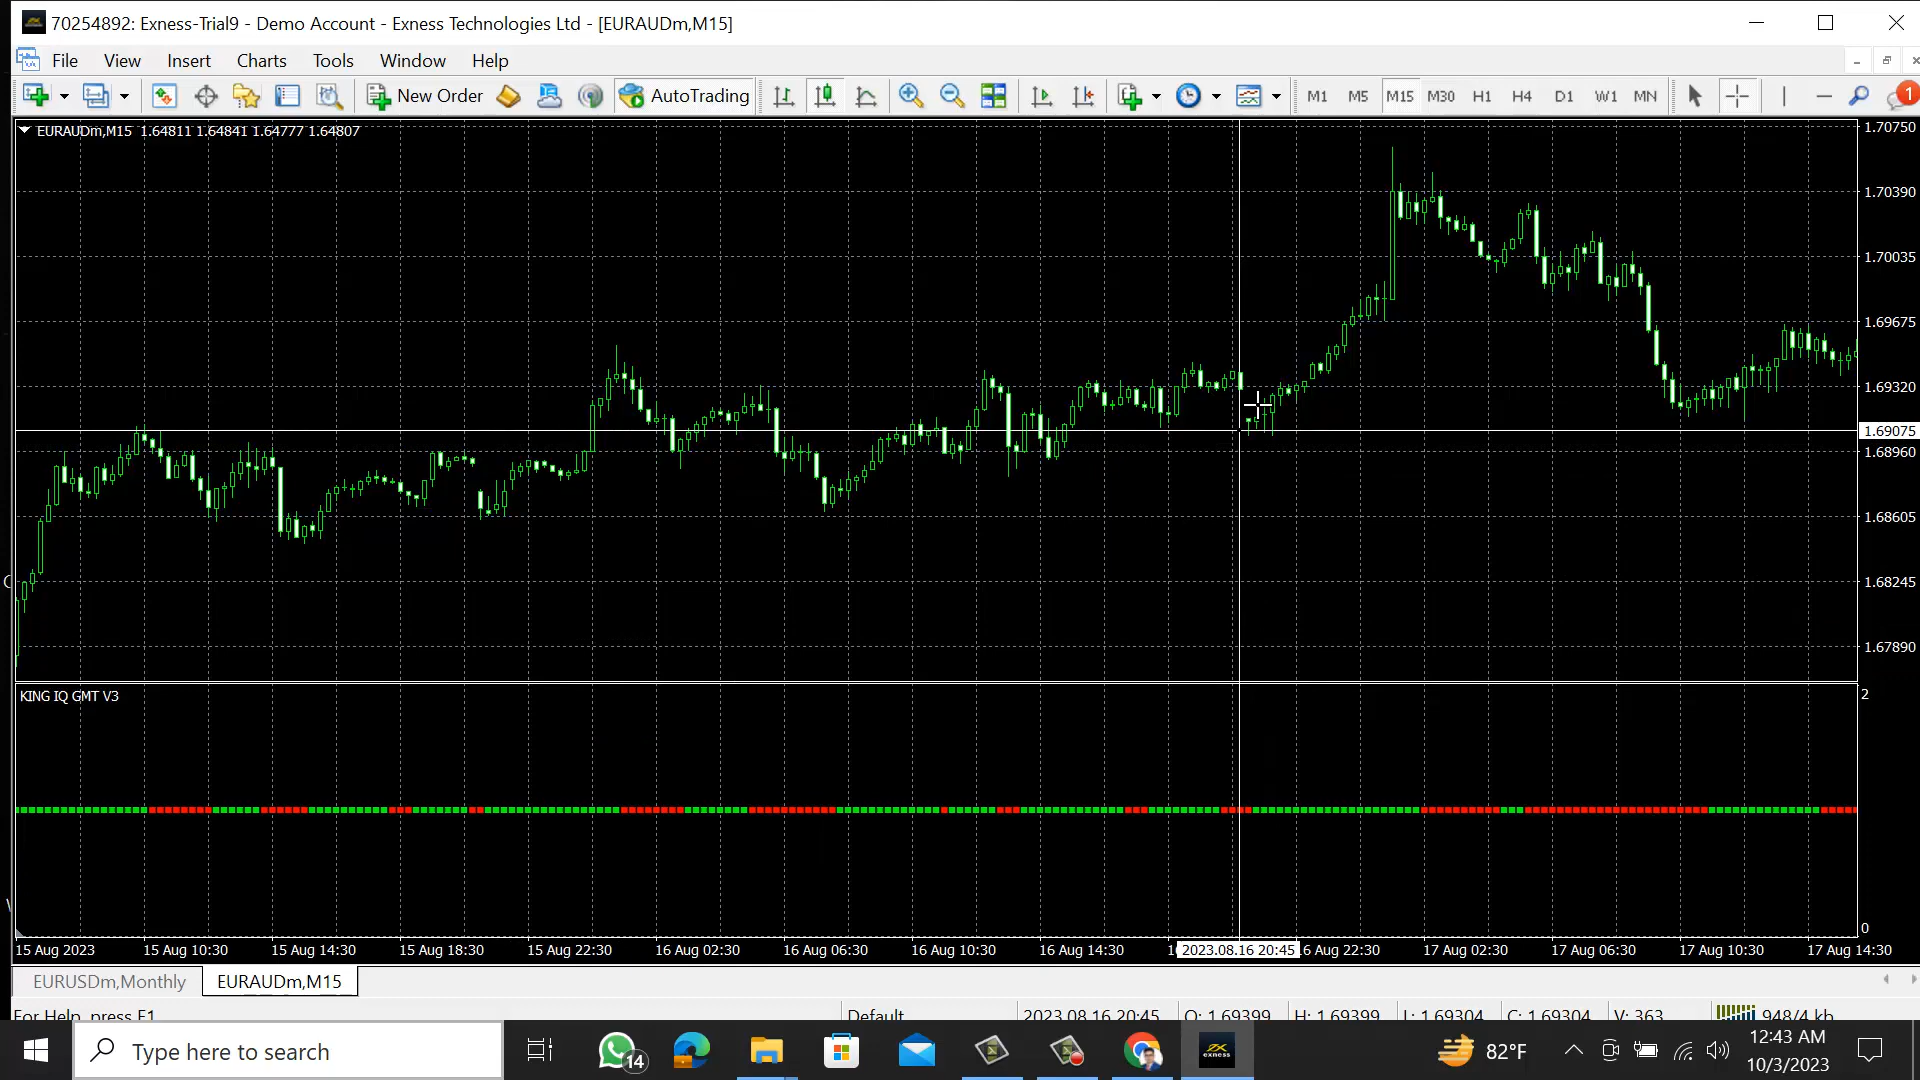 70254892: Exness-Trial9 - Demo Account - Exness Technologies Ltd - [EURAUDm,M15]
File View Insert Charts Tools Window Help
New Order AutoTrading M1 M5 M15 M30 H1 H4 D1 W1 MN 1
EURAUDm,M15 1.64811 1.64841 1.64777 1.64807
1.70750
1.70390
1.70035
1.69675
1.69320
1.69075
1.68960
1.68605
1.68245
1.67890
KING IQ GMT V3
2
0
15 Aug 2023 15 Aug 10:30 15 Aug 14:30 15 Aug 18:30 15 Aug 22:30 16 Aug 02:30 16 Aug 06:30 16 Aug 10:30 16 Aug 14:30 2023.08.16 20:45 6 Aug 22:30 17 Aug 02:30 17 Aug 06:30 17 Aug 10:30 17 Aug 14:30
EURUSDm,Monthly EURAUDm,M15
For Help, press F1 Default 2023.08.16 20:45 O: 1.69399 H: 1.69399 L: 1.69304 C: 1.69304 V: 363 948/4 kb
Type here to search 14 exness 82°F 12:43 AM
10/3/2023